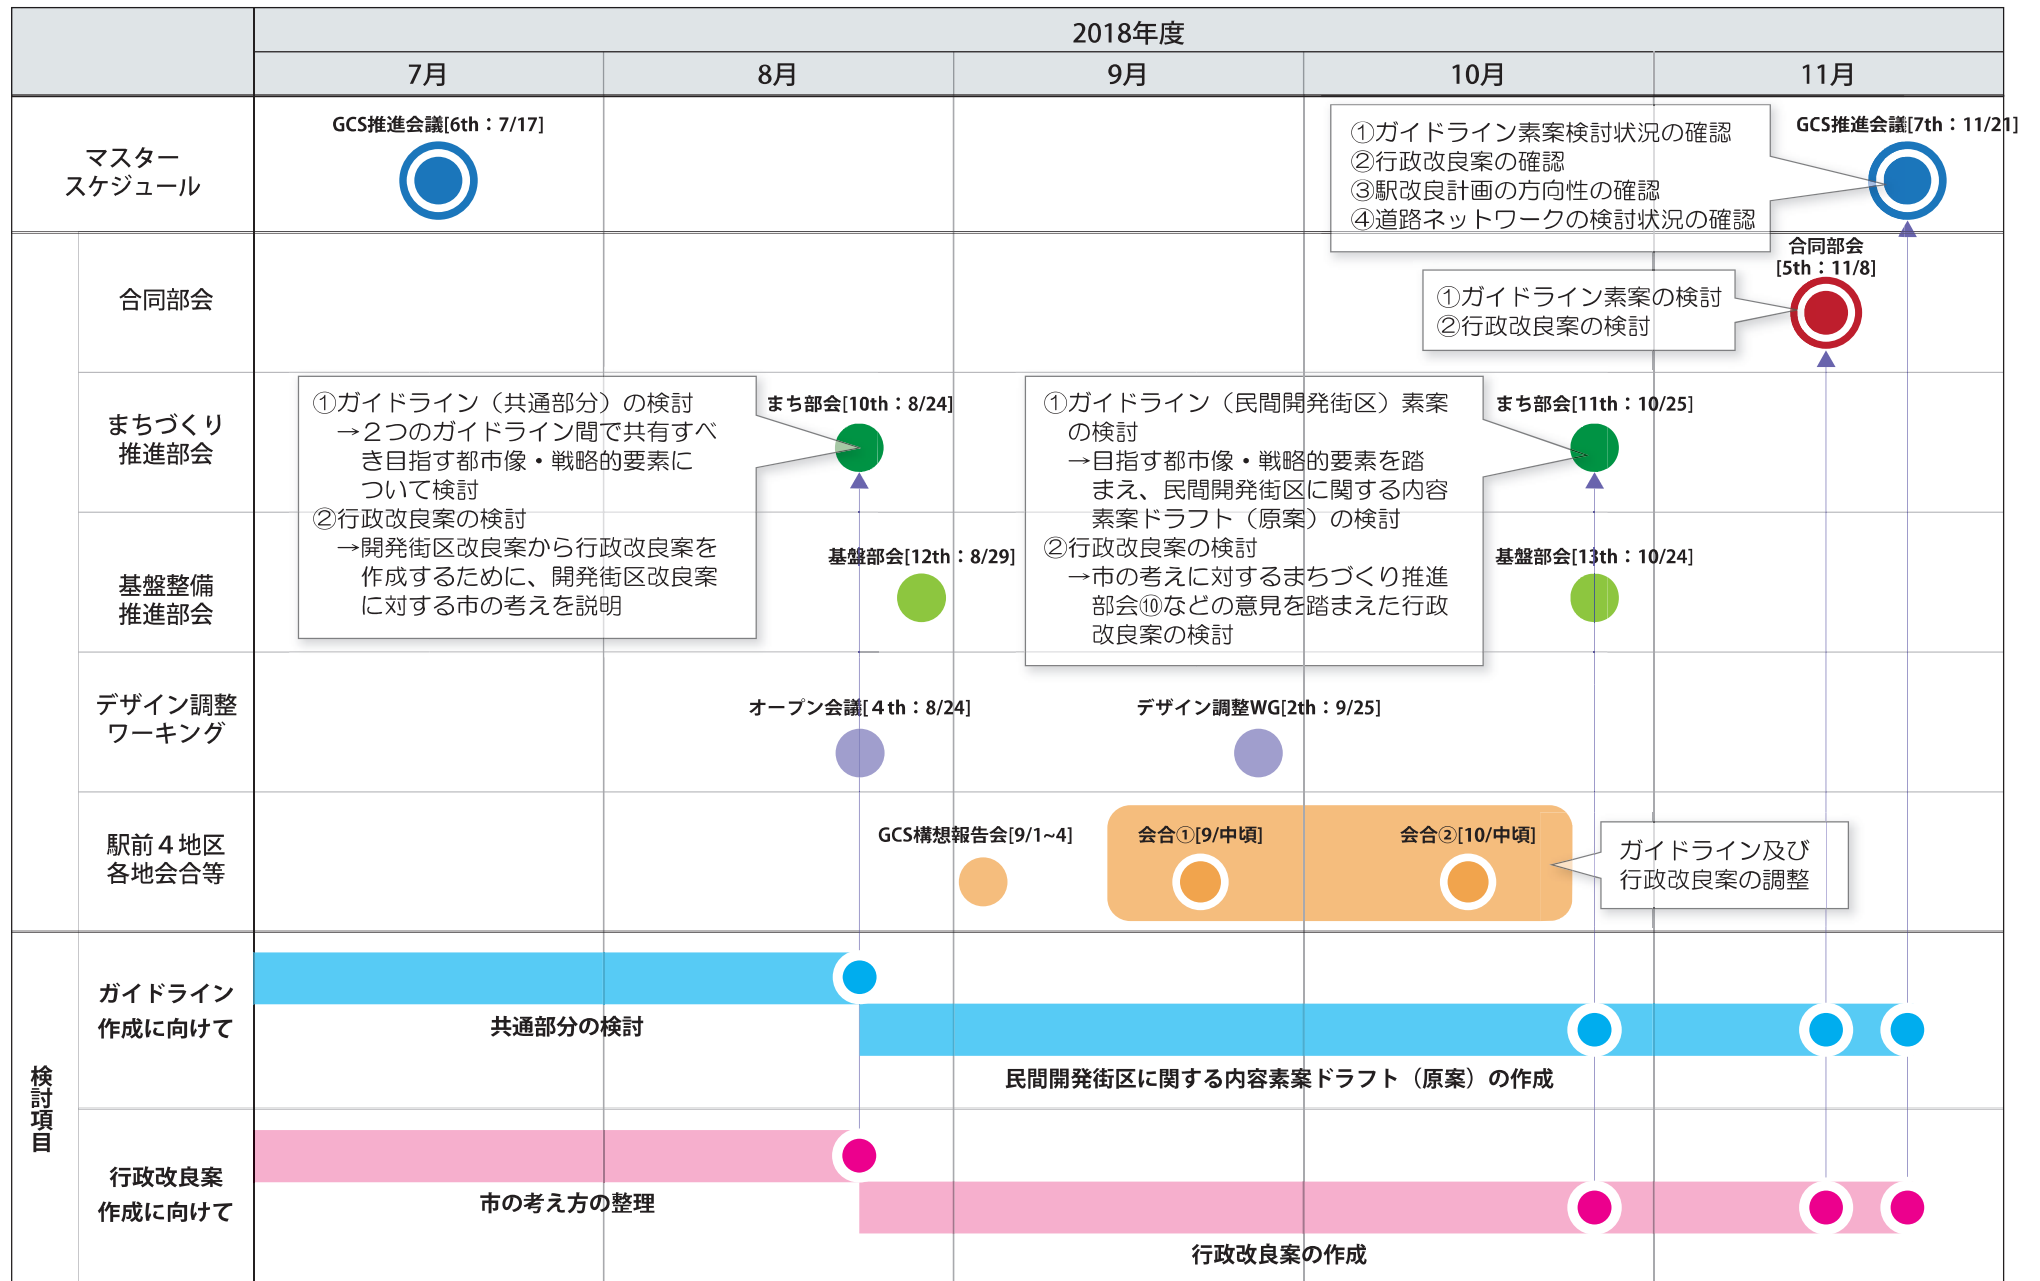 2018年度
7月
8月
9月
10月
11月
マスター
スケジュール
GCS推進会議[6th：7/17]
①ガイドライン素案検討状況の確認
②行政改良案の確認
③駅改良計画の方向性の確認
④道路ネットワークの検討状況の確認
GCS推進会議[7th：11/21]
合同部会
①ガイドライン素案の検討
②行政改良案の検討
合同部会
[5th：11/8]
まちづくり
推進部会
①ガイドライン（共通部分）の検討
→２つのガイドライン間で共有すべ
き目指す都市像・戦略的要素に
ついて検討
②行政改良案の検討
→開発街区改良案から行政改良案を
作成するために、開発街区改良案
に対する市の考えを説明
まち部会[10th：8/24]
①ガイドライン（民間開発街区）素案
の検討
→目指す都市像・戦略的要素を踏
まえ、民間開発街区に関する内容
素案ドラフト（原案）の検討
②行政改良案の検討
→市の考えに対するまちづくり推進
部会⑩などの意見を踏まえた行政
改良案の検討
まち部会[11th：10/25]
基盤整備
推進部会
基盤部会[12th：8/29]
基盤部会[13th：10/24]
デザイン調整
ワーキング
オープン会議[４th：8/24]
デザイン調整WG[2th：9/25]
駅前４地区
各地会合等
GCS構想報告会[9/1~4]
会合①[9/中頃]
会合②[10/中頃]
ガイドライン及び
行政改良案の調整
検討項目
ガイドライン
作成に向けて
共通部分の検討
民間開発街区に関する内容素案ドラフト（原案）の作成
行政改良案
作成に向けて
市の考え方の整理
行政改良案の作成